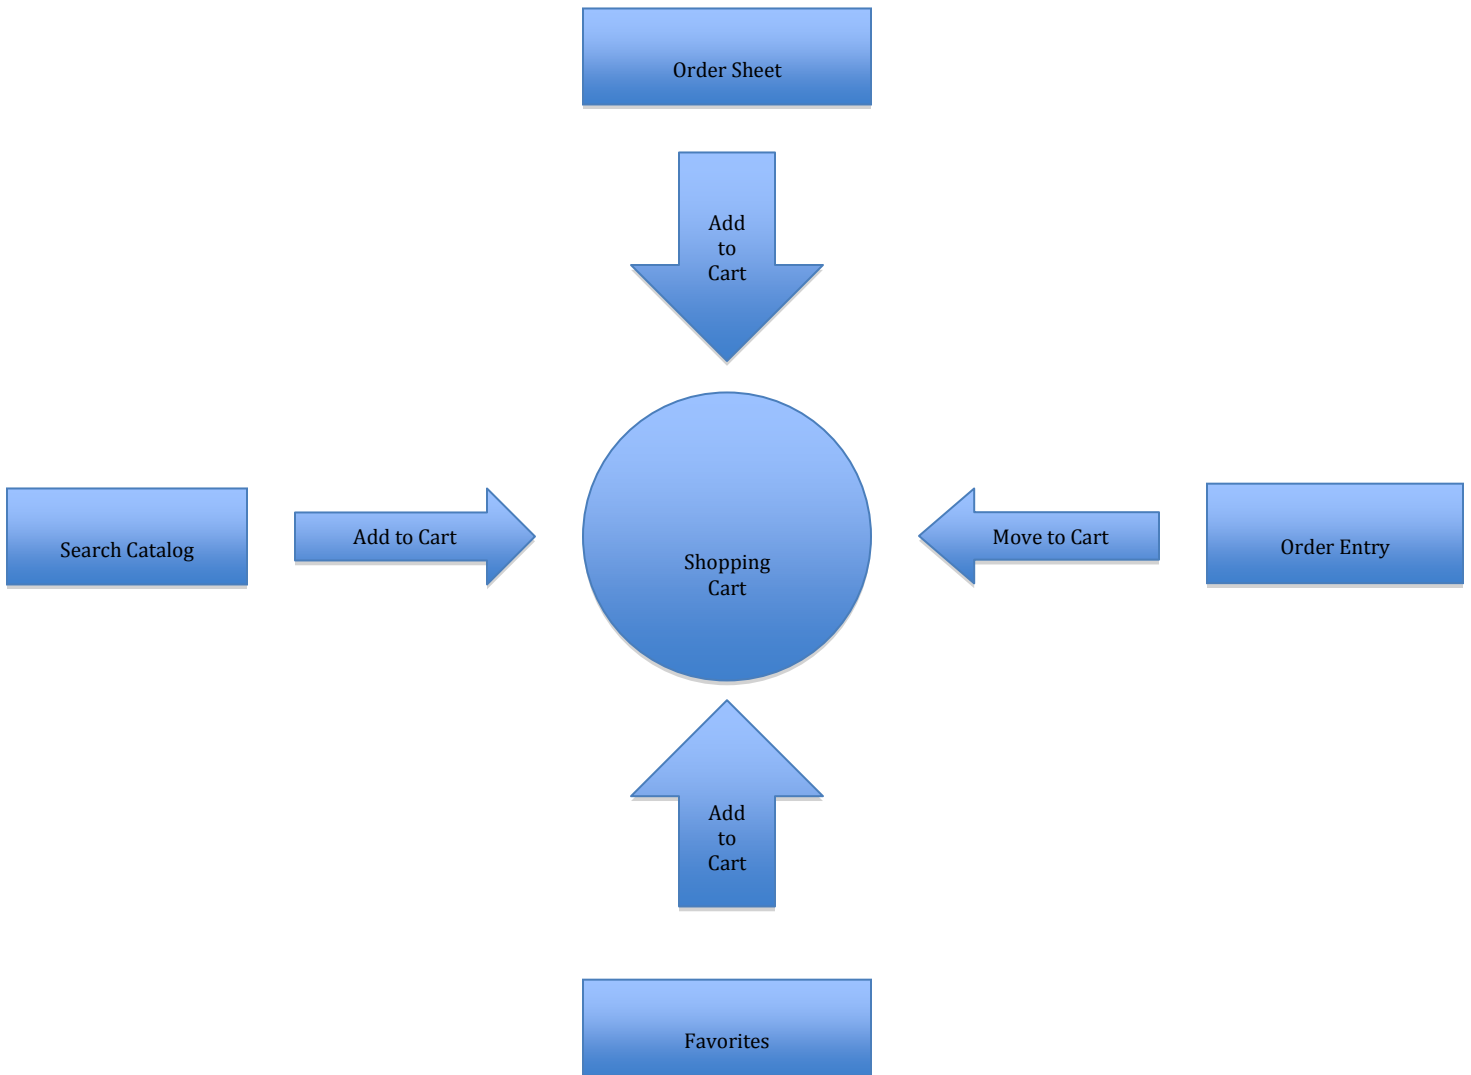 Order Sheet
Add
to
Cart
Search Catalog
Add to Cart
Shopping
Cart
Move to Cart
Order Entry
Add
to
Cart
Favorites